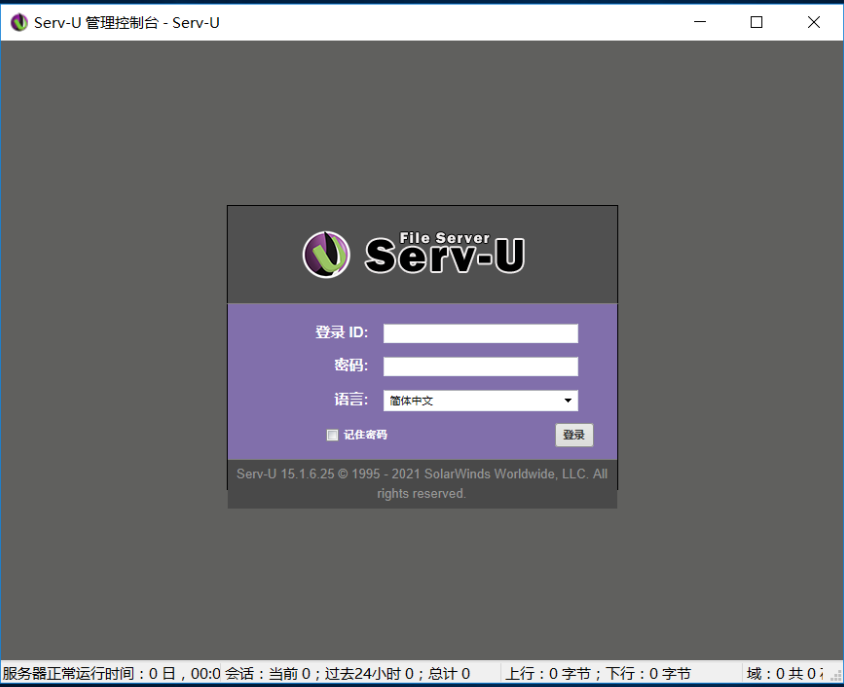 Serv-U 管理控制台 - Serv-U
File Server
Serv-U
登录 ID:
密码:
语言: 简体中文
记住密码 登录
Serv-U 15.1.6.25 © 1995 - 2021 SolarWinds Worldwide, LLC. All
rights reserved.
服务器正常运行时间：0 日，00:0 会话：当前 0；过去24小时 0；总计 0 上行：0 字节；下行：0 字节 域：0 共 0